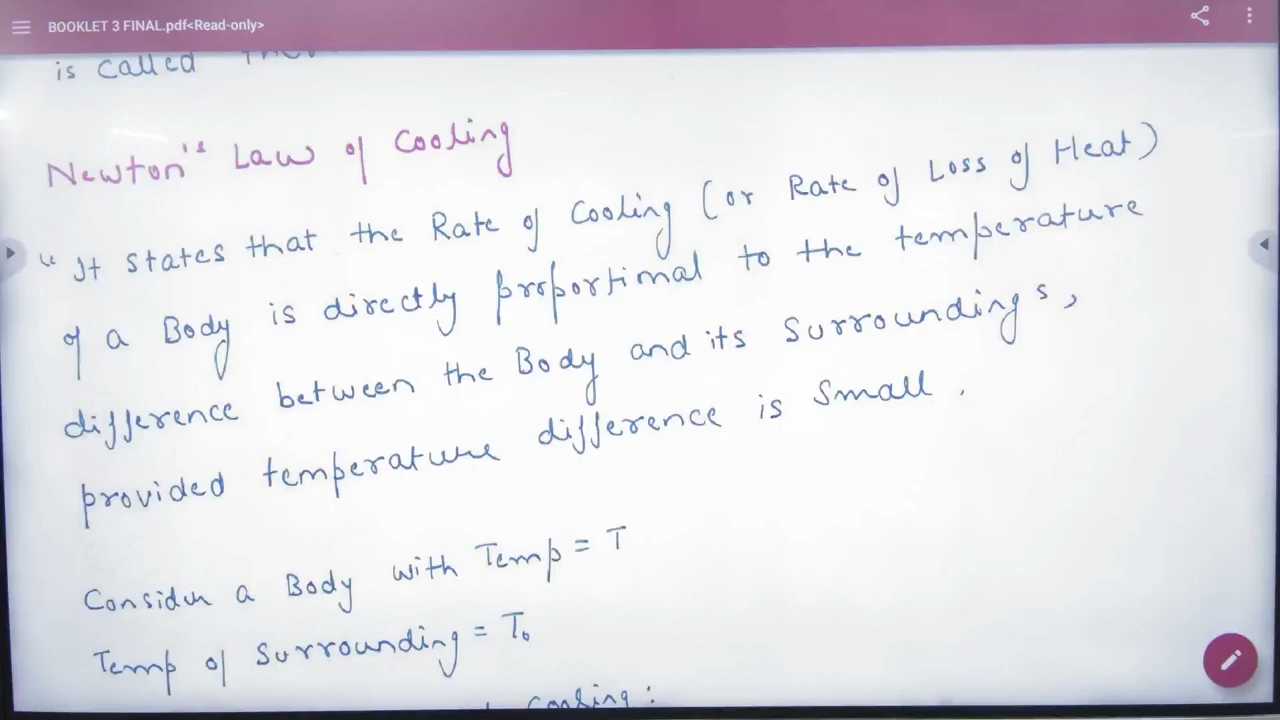 BOOKLET 3 FINAL.pdf<Read-only>
is called
Newton's Law of Cooling
"It states that the Rate of Cooling (or Rate of Loss of Heat)
of a Body is directly proportional to the temperature
difference between the Body and its Surroundings,
provided temperature difference is Small.
Consider a Body with Temp = T
Temp of Surrounding = T₀
Cooling: